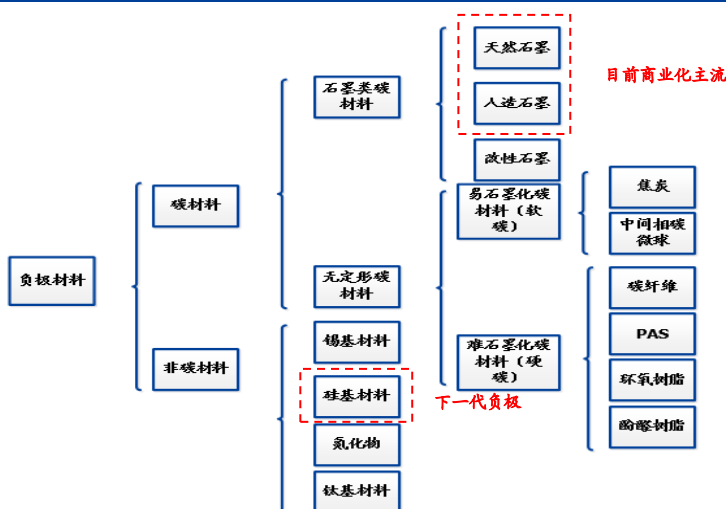 天然石墨
目前商业化主流
石墨类碳
材料
人造石墨
改性石墨
碳材料
易石墨化碳
材料（软
碳）
焦炭
中间相碳
微球
负极材料
无定形碳
材料
碳纤维
锡基材料
难石墨化碳
材料（硬
碳）
PAS
非碳材料
硅基材料
下一代负极
环氧树脂
氮化物
酚醛树脂
钛基材料